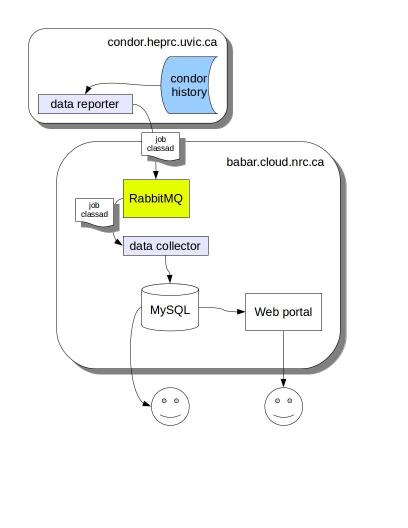 condor.heprc.uvic.ca
condor
history
data reporter
job
classad
babar.cloud.nrc.ca
RabbitMQ
job
classad
data collector
MySQL
Web portal